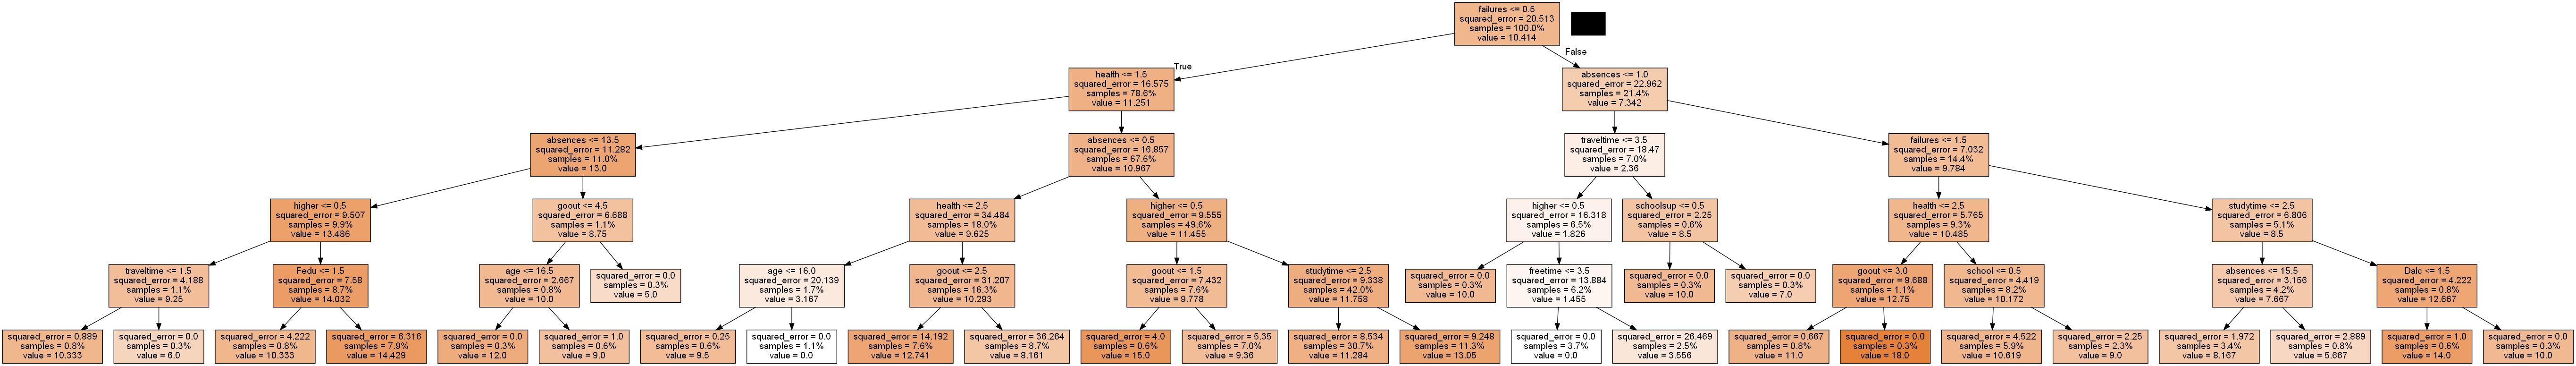 failures <= 0.5
squared_error = 20.513
samples = 100.0%
value = 10.414
True
False
health <= 1.5
squared_error = 16.575
samples = 78.6%
value = 11.251
absences <= 1.0
squared_error = 22.962
samples = 21.4%
value = 7.342
absences <= 13.5
squared_error = 11.282
samples = 11.0%
value = 13.0
absences <= 0.5
squared_error = 16.857
samples = 67.6%
value = 10.967
traveltime <= 3.5
squared_error = 18.47
samples = 7.0%
value = 2.36
failures <= 1.5
squared_error = 7.032
samples = 14.4%
value = 9.784
higher <= 0.5
squared_error = 9.507
samples = 9.9%
value = 13.486
goout <= 4.5
squared_error = 6.688
samples = 1.1%
value = 8.75
health <= 2.5
squared_error = 34.484
samples = 18.0%
value = 9.625
higher <= 0.5
squared_error = 9.555
samples = 49.6%
value = 11.455
higher <= 0.5
squared_error = 16.318
samples = 6.5%
value = 1.826
schoolsup <= 0.5
squared_error = 2.25
samples = 0.6%
value = 8.5
health <= 2.5
squared_error = 5.765
samples = 9.3%
value = 10.485
studytime <= 2.5
squared_error = 6.806
samples = 5.1%
value = 8.5
traveltime <= 1.5
squared_error = 4.188
samples = 1.1%
value = 9.25
Fedu <= 1.5
squared_error = 7.58
samples = 8.7%
value = 14.032
age <= 16.5
squared_error = 2.667
samples = 0.8%
value = 10.0
squared_error = 0.0
samples = 0.3%
value = 5.0
age <= 16.0
squared_error = 20.139
samples = 1.7%
value = 3.167
goout <= 2.5
squared_error = 31.207
samples = 16.3%
value = 10.293
goout <= 1.5
squared_error = 7.432
samples = 7.6%
value = 9.778
studytime <= 2.5
squared_error = 9.338
samples = 42.0%
value = 11.758
squared_error = 0.0
samples = 0.3%
value = 10.0
freetime <= 3.5
squared_error = 13.884
samples = 6.2%
value = 1.455
squared_error = 0.0
samples = 0.3%
value = 10.0
squared_error = 0.0
samples = 0.3%
value = 7.0
goout <= 3.0
squared_error = 9.688
samples = 1.1%
value = 12.75
school <= 0.5
squared_error = 4.419
samples = 8.2%
value = 10.172
absences <= 15.5
squared_error = 3.156
samples = 4.2%
value = 7.667
Dalc <= 1.5
squared_error = 4.222
samples = 0.8%
value = 12.667
squared_error = 0.889
samples = 0.8%
value = 10.333
squared_error = 0.0
samples = 0.3%
value = 6.0
squared_error = 4.222
samples = 0.8%
value = 10.333
squared_error = 6.316
samples = 7.9%
value = 14.429
squared_error = 0.0
samples = 0.3%
value = 12.0
squared_error = 1.0
samples = 0.6%
value = 9.0
squared_error = 0.25
samples = 0.6%
value = 9.5
squared_error = 0.0
samples = 1.1%
value = 0.0
squared_error = 14.192
samples = 7.6%
value = 12.741
squared_error = 36.264
samples = 8.7%
value = 8.161
squared_error = 4.0
samples = 0.6%
value = 15.0
squared_error = 5.35
samples = 7.0%
value = 9.36
squared_error = 8.534
samples = 30.7%
value = 11.284
squared_error = 9.248
samples = 11.3%
value = 13.05
squared_error = 0.0
samples = 3.7%
value = 0.0
squared_error = 26.469
samples = 2.5%
value = 3.556
squared_error = 0.667
samples = 0.8%
value = 11.0
squared_error = 0.0
samples = 0.3%
value = 18.0
squared_error = 4.522
samples = 5.9%
value = 10.619
squared_error = 2.25
samples = 2.3%
value = 9.0
squared_error = 1.972
samples = 3.4%
value = 8.167
squared_error = 2.889
samples = 0.8%
value = 5.667
squared_error = 1.0
samples = 0.6%
value = 14.0
squared_error = 0.0
samples = 0.3%
value = 10.0